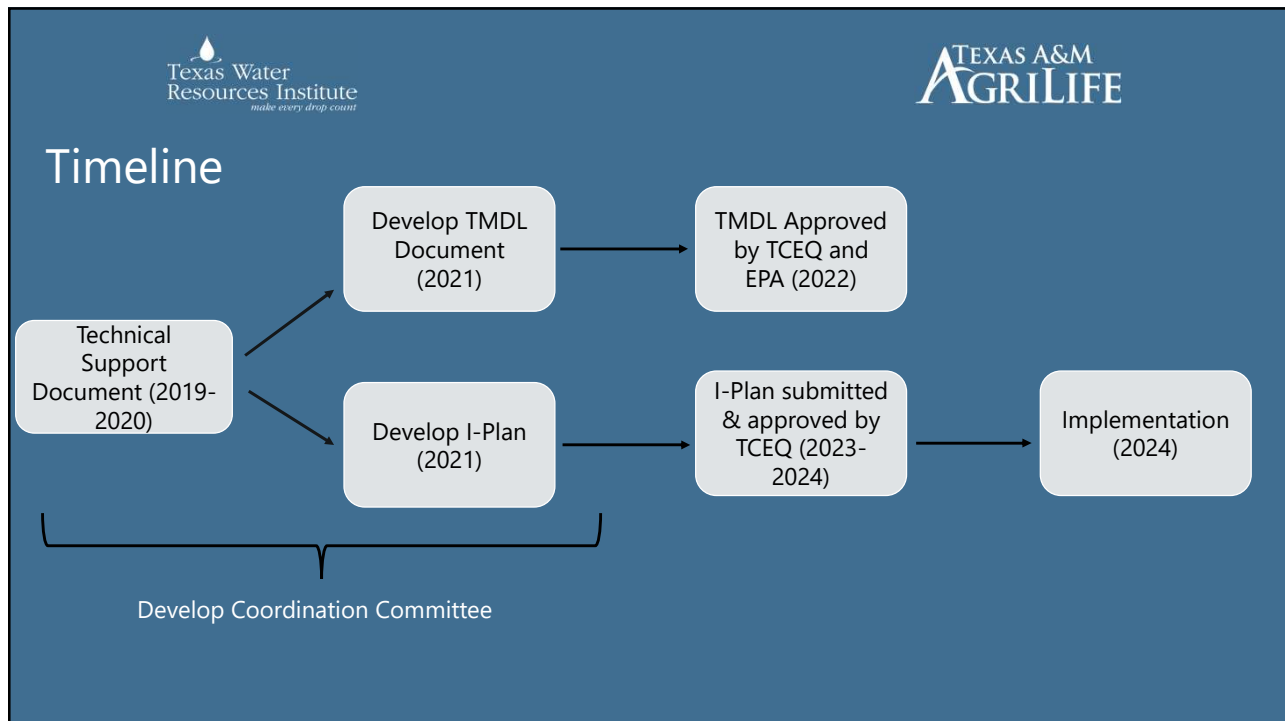 Texas Water
Resources Institute
make every drop count
TEXAS A&M
AGRILIFE
Timeline
Develop TMDL
Document
(2021)
TMDL Approved
by TCEQ and
EPA (2022)
Technical
Support
Document (2019-
2020)
Develop I-Plan
(2021)
I-Plan submitted
& approved by
TCEQ (2023-
2024)
Implementation
(2024)
Develop Coordination Committee